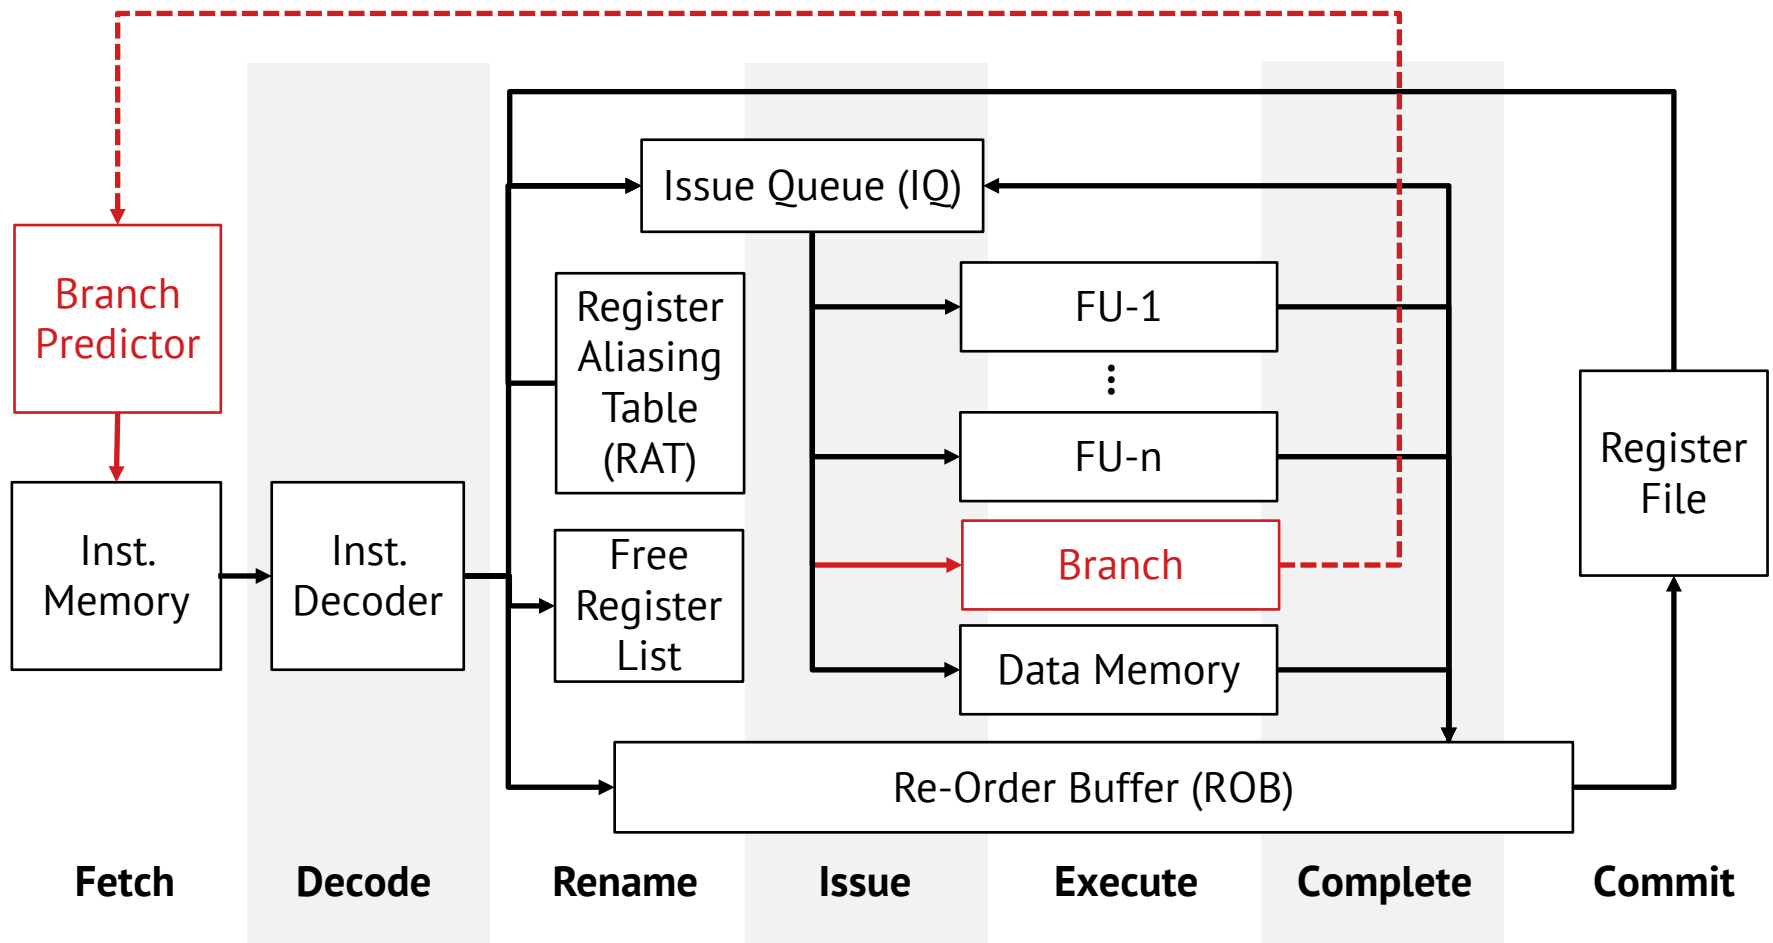 Issue Queue (IQ)
Branch
Predictor
Register
Aliasing
Table
(RAT)
FU-1
⋮
FU-n
Register
File
Inst.
Memory
Inst.
Decoder
Free
Register
List
Branch
Data Memory
Re-Order Buffer (ROB)
Fetch
Decode
Rename
Issue
Execute
Complete
Commit